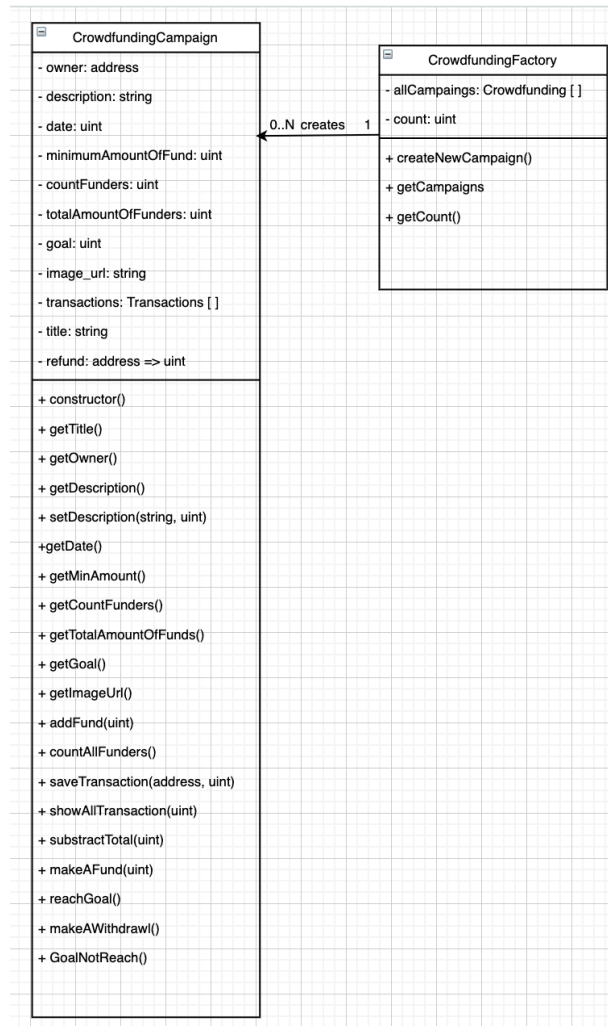 CrowdfundingCampaign
- owner: address
- description: string
- date: uint
- minimumAmountOfFund: uint
- countFunders: uint
- totalAmountOfFunders: uint
- goal: uint
- image_url: string
- transactions: Transactions [ ]
- title: string
- refund: address => uint
+ constructor()
+ getTitle()
+ getOwner()
+ getDescription()
+ setDescription(string, uint)
+getDate()
+ getMinAmount()
+ getCountFunders()
+ getTotalAmountOfFunds()
+ getGoal()
+ getImageUrl()
+ addFund(uint)
+ countAllFunders()
+ saveTransaction(address, uint)
+ showAllTransaction(uint)
+ substractTotal(uint)
+ makeAFund(uint)
+ reachGoal()
+ makeAWithdrawl()
+ GoalNotReach()
0..N creates 1
CrowdfundingFactory
- allCampaings: Crowdfunding [ ]
- count: uint
+ createNewCampaign()
+ getCampaigns
+ getCount()